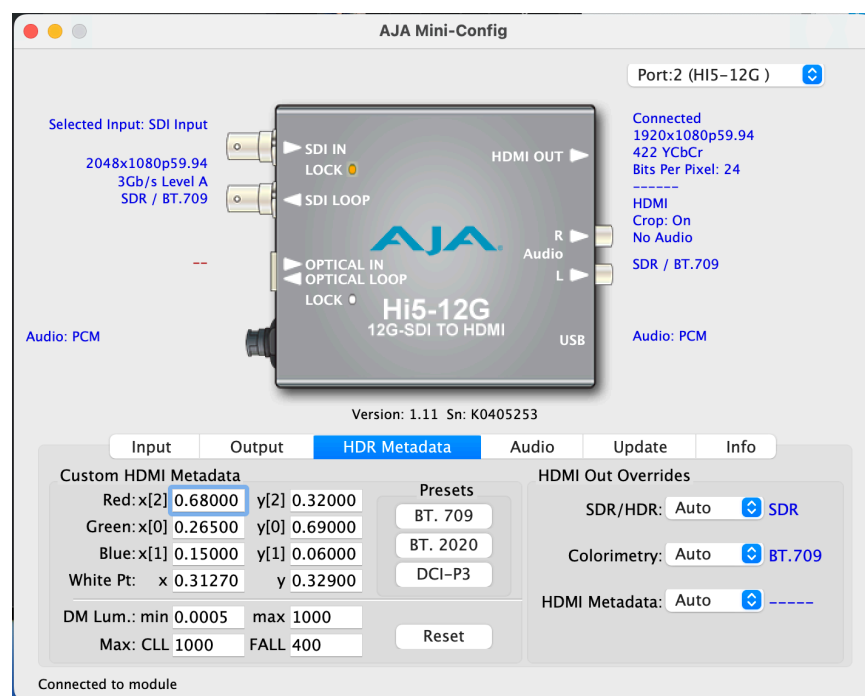 AJA Mini-Config
Port:2 (HI5-12G )
Selected Input: SDI Input
2048x1080p59.94
3Gb/s Level A
SDR / BT.709
--
Audio: PCM
SDI IN
LOCK
SDI LOOP
HDMI OUT
AJA
R
Audio
L
OPTICAL IN
OPTICAL LOOP
LOCK
Hi5-12G
12G-SDI TO HDMI
USB
Connected
1920x1080p59.94
422 YCbCr
Bits Per Pixel: 24
------
HDMI
Crop: On
No Audio
SDR / BT.709
Audio: PCM
Version: 1.11 Sn: K0405253
Input Output HDR Metadata Audio Update Info
Custom HDMI Metadata
Red: x[2] 0.68000 y[2] 0.32000
Green: x[0] 0.26500 y[0] 0.69000
Blue: x[1] 0.15000 y[1] 0.06000
White Pt: x 0.31270 y 0.32900
DM Lum.: min 0.0005 max 1000
Max: CLL 1000 FALL 400
Presets
BT. 709
BT. 2020
DCI-P3
Reset
HDMI Out Overrides
SDR/HDR: Auto SDR
Colorimetry: Auto BT.709
HDMI Metadata: Auto -----
Connected to module